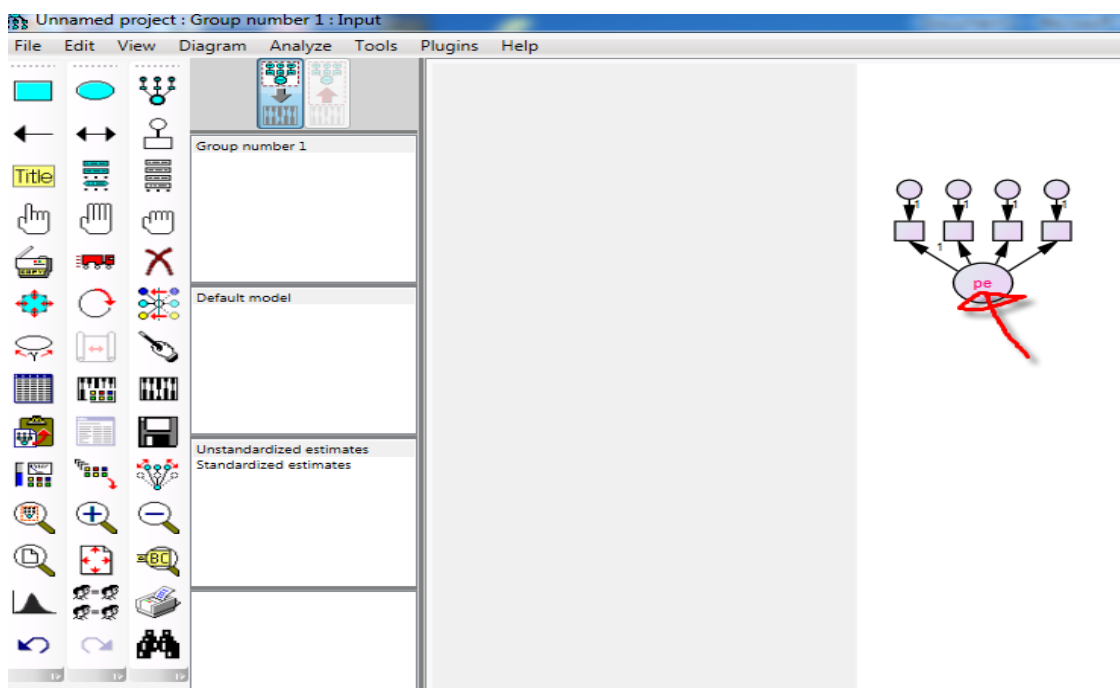 Unnamed project : Group number 1 : Input
File Edit View Diagram Analyze Tools Plugins Help
Title
Group number 1
COPY
Default model
γ
Unstandardized estimates
Standardized estimates
1 1 1 1
1
pe